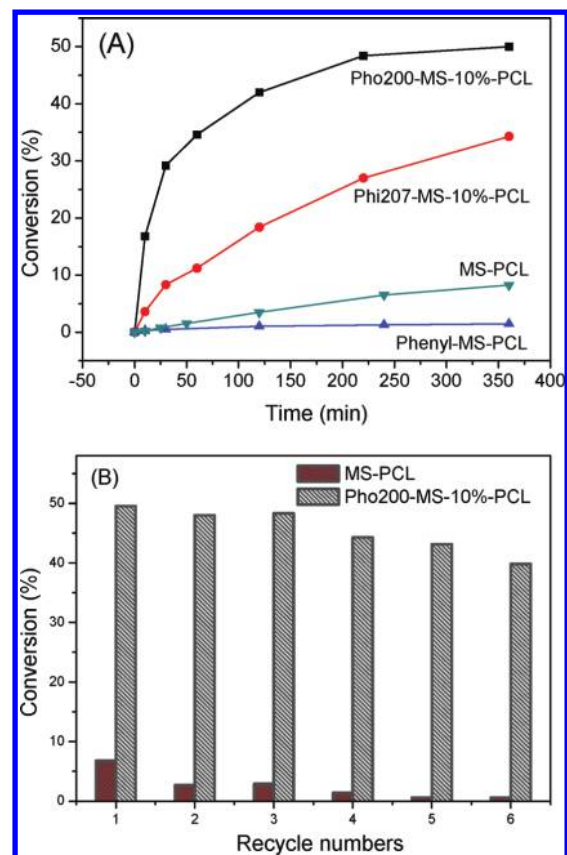 (A)
50
40
30
20
10
0
Conversion (%)
Pho200-MS-10%-PCL
Phi207-MS-10%-PCL
MS-PCL
Phenyl-MS-PCL
-50 0 50 100 150 200 250 300 350 400
Time (min)
(B)
MS-PCL
Pho200-MS-10%-PCL
50
40
30
20
10
0
Conversion (%)
1 2 3 4 5 6
Recycle numbers